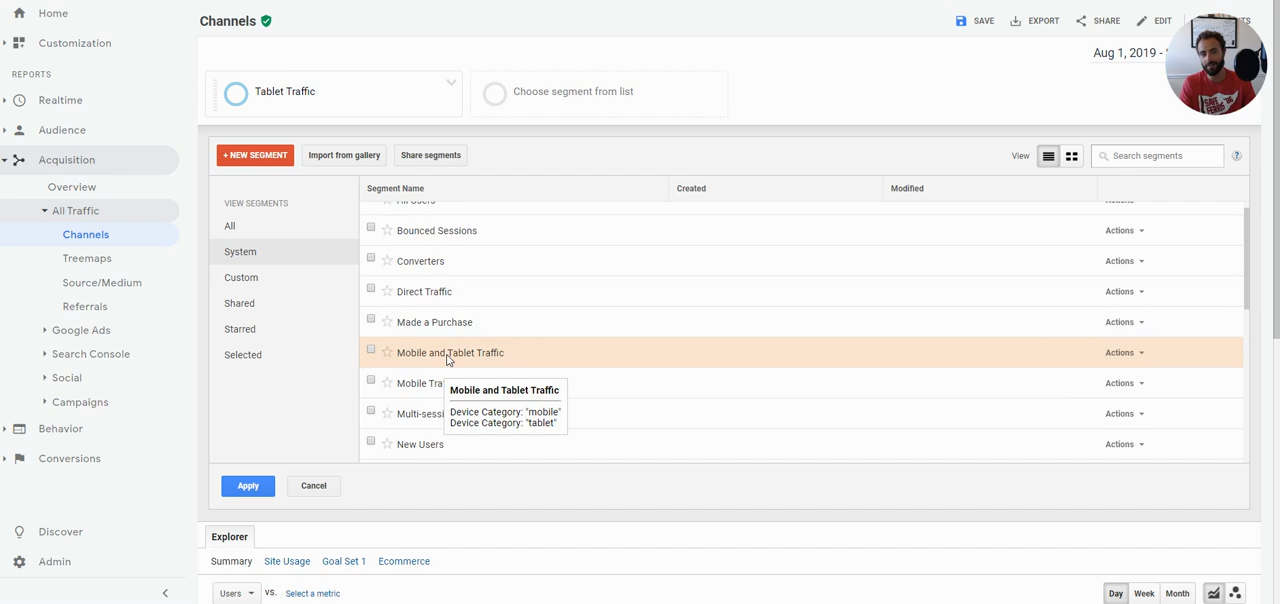 Home
Customization
REPORTS
Realtime
Audience
Acquisition
Overview
All Traffic
Channels
Treemaps
Source/Medium
Referrals
Google Ads
Search Console
Social
Campaigns
Behavior
Conversions
Discover
Admin
Channels
SAVE EXPORT SHARE EDIT
Aug 1, 2019 -
Tablet Traffic
Choose segment from list
+ NEW SEGMENT Import from gallery Share segments View Search segments ?
VIEW SEGMENTS
All
System
Custom
Shared
Starred
Selected
Segment Name Created Modified
All Users Actions
Bounced Sessions Actions
Converters Actions
Direct Traffic Actions
Made a Purchase Actions
Mobile and Tablet Traffic Actions
Mobile Tra Actions
Multi-sessi Actions
New Users Actions
Mobile and Tablet Traffic
Device Category: "mobile"
Device Category: "tablet"
Apply Cancel
Explorer
Summary Site Usage Goal Set 1 Ecommerce
Users VS. Select a metric Day Week Month